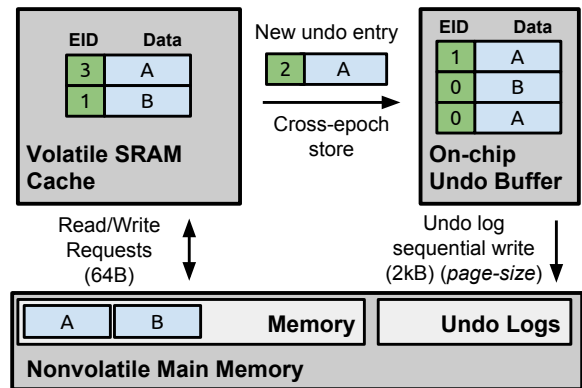 EID Data
3 A
1 B
Volatile SRAM
Cache
New undo entry
2 A
Cross-epoch
store
EID Data
1 A
0 B
0 A
On-chip
Undo Buffer
Read/Write
Requests
(64B)
Undo log
sequential write
(2kB) (page-size)
A B Memory
Undo Logs
Nonvolatile Main Memory